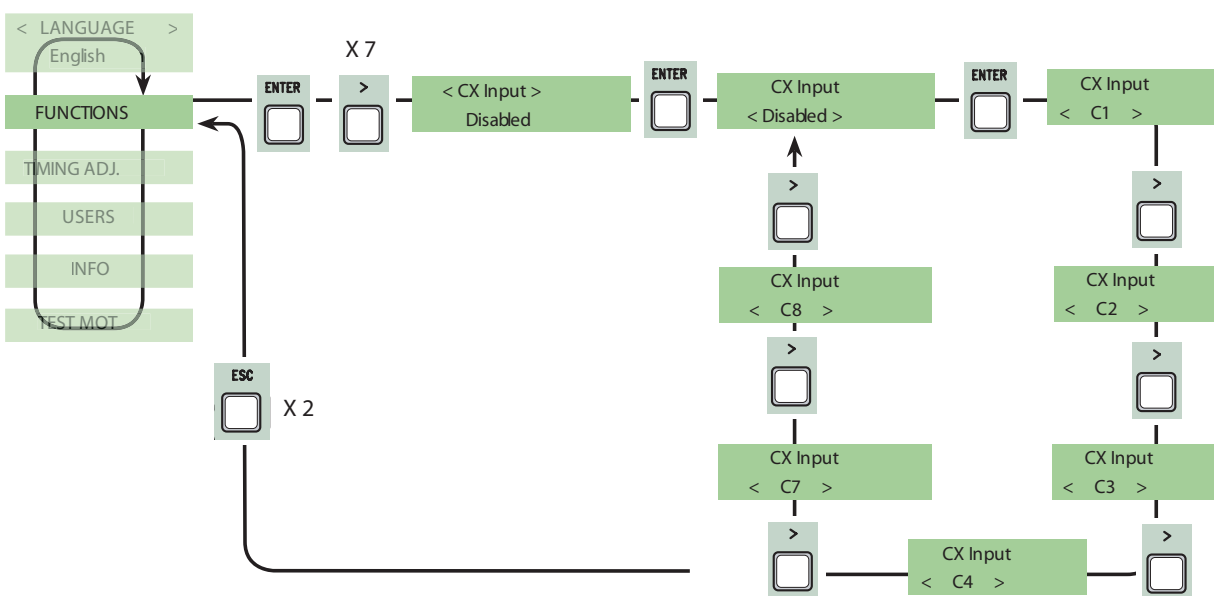 < LANGUAGE >
English
FUNCTIONS
TIMING ADJ.
USERS
INFO
TEST MOT
ENTER
X 7
>
< CX Input >
Disabled
ENTER
CX Input
< Disabled >
ENTER
CX Input
< C1 >
>
CX Input
< C2 >
>
CX Input
< C3 >
>
CX Input
< C4 >
>
CX Input
< C7 >
>
CX Input
< C8 >
>
ESC
X 2